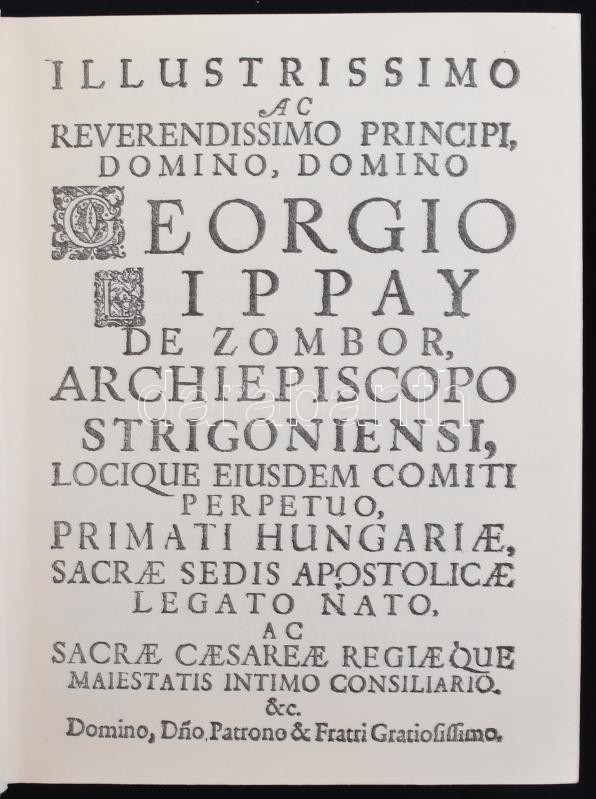 ILLUSTRISSIMO
AC
REVERENDISSIMO PRINCIPI,
DOMINO, DOMINO
GEORGIO
LIPPAY
DE ZOMBOR,
ARCHIEPISCOPO
darabanth
STRIGONIENSI,
LOCIQUE EIUSDEM COMITI
PERPETUO,
PRIMATI HUNGARIÆ,
SACRÆ SEDIS APOSTOLICÆ
LEGATO NATO,
AC
SACRÆ CÆSAREÆ REGIÆQUE
MAIESTATIS INTIMO CONSILIARIO.
&c.
Domino, Dño, Patrono & Fratri Gratiosissimo.